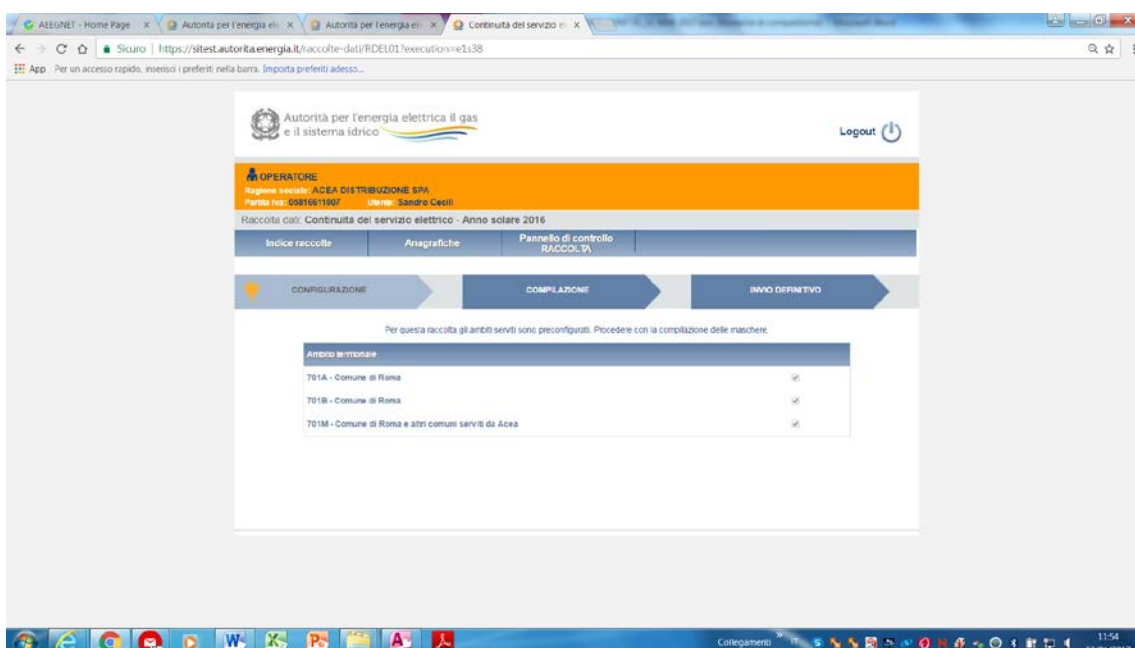 AEEGNET - Home Page
Autorità per l'energia el
Autorità per l'energia el
Continuità del servizio e
Sicuro | https://sitest.autorita.energia.it/raccolte-dati/RDEL01?execution=e1s38
App Per un accesso rapido, inserisci i preferiti nella barra. Importa preferiti adesso...
Autorità per l'energia elettrica il gas
e il sistema idrico
Logout
OPERATORE
Ragione sociale: ACEA DISTRIBUZIONE SPA
Partita Iva: 05816611007 Utente: Sandro Cecili
Raccolta dati: Continuità del servizio elettrico - Anno solare 2016
Indice raccolte
Anagrafiche
Pannello di controllo
RACCOLTA
CONFIGURAZIONE
COMPILAZIONE
INVIO DEFINITIVO
Per questa raccolta gli ambiti serviti sono preconfigurati. Procedere con la compilazione delle maschere.
Ambito territoriale
701A - Comune di Roma
701B - Comune di Roma
701M - Comune di Roma e altri comuni serviti da Acea
Collegamenti
IT
11:54